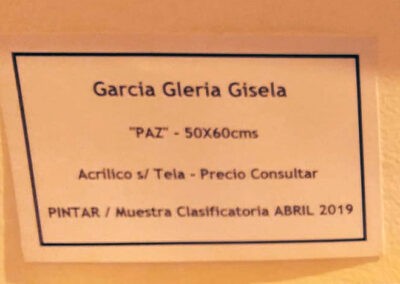 Garcia Gleria Gisela
"PAZ" - 50X60cms
Acrilico s/ Tela - Precio Consultar
PINTAR / Muestra Clasificatoria ABRIL 2019